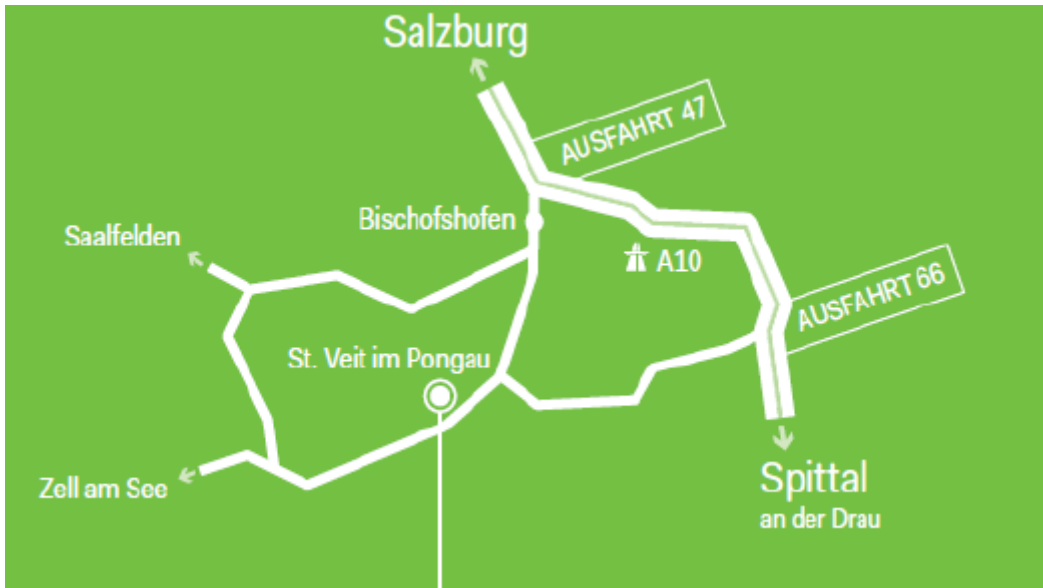 Salzburg
AUSFAHRT 47
Bischofshofen
Saalfelden
A10
AUSFAHRT 66
St. Veit im Pongau
Zell am See
Spittal
an der Drau